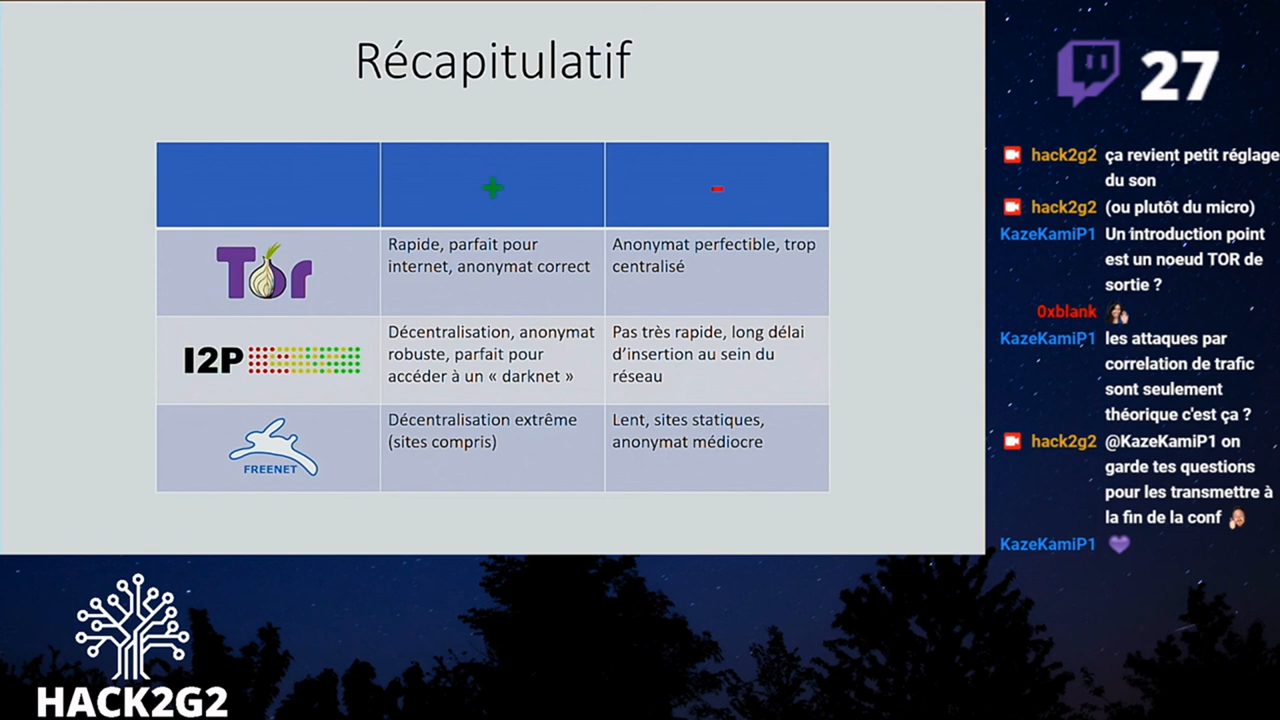 Récapitulatif
+
-
Tor
Rapide, parfait pour
internet, anonymat correct
Anonymat perfectible, trop
centralisé
I2P
Décentralisation, anonymat
robuste, parfait pour
accéder à un « darknet »
Pas très rapide, long délai
d’insertion au sein du
réseau
FREENET
Décentralisation extrême
(sites compris)
Lent, sites statiques,
anonymat médiocre
27
hack2g2 ça revient petit réglage
du son
hack2g2 (ou plutôt du micro)
KazeKamiP1 Un introduction point
est un noeud TOR de
sortie ?
0xblank
KazeKamiP1 les attaques par
correlation de trafic
sont seulement
théorique c'est ça ?
hack2g2 @KazeKamiP1 on
garde tes questions
pour les transmettre à
la fin de la conf
KazeKamiP1
HACK2G2